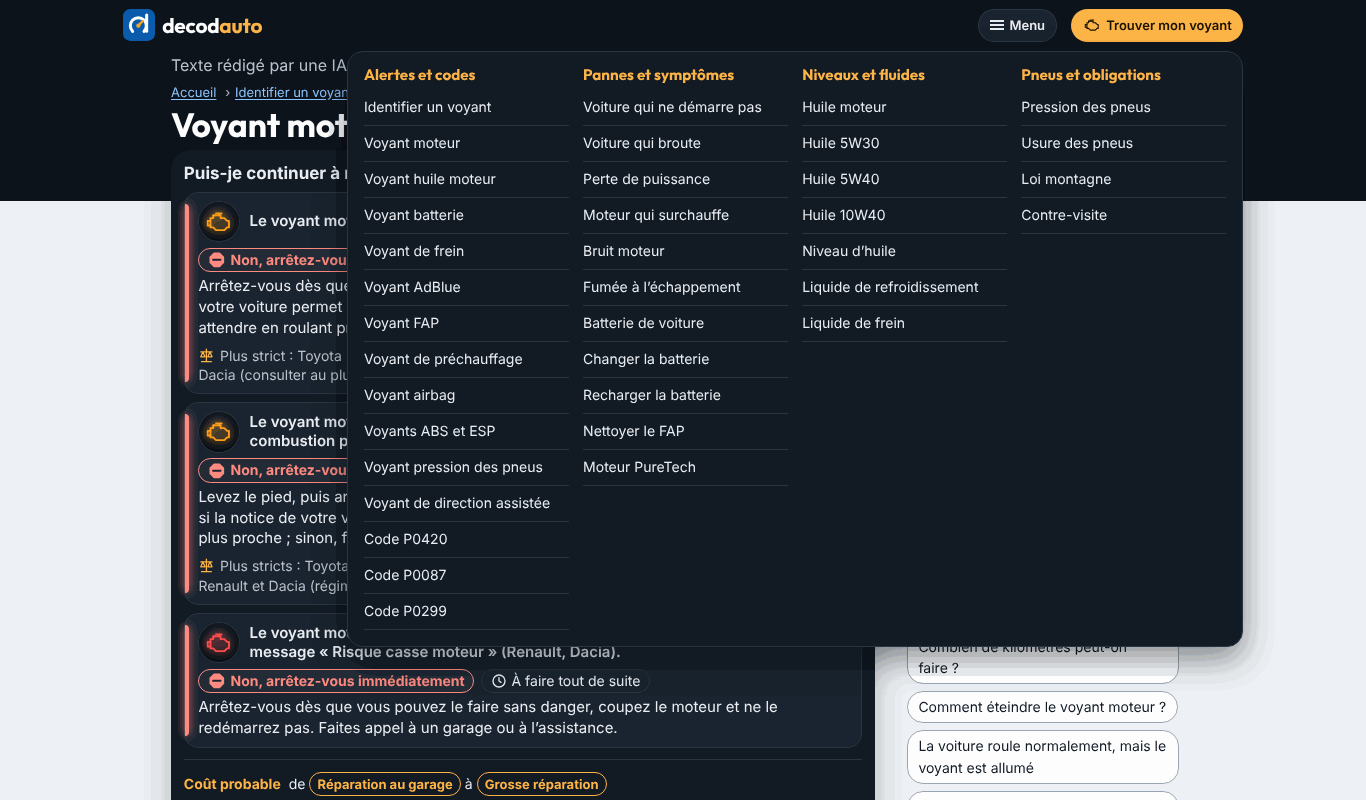 decodauto
Menu
Trouver mon voyant
Texte rédigé par une IA
Accueil › Identifier un voyan
Voyant mot
Alertes et codes
Identifier un voyant
Voyant moteur
Voyant huile moteur
Voyant batterie
Voyant de frein
Voyant AdBlue
Voyant FAP
Voyant de préchauffage
Voyant airbag
Voyants ABS et ESP
Voyant pression des pneus
Voyant de direction assistée
Code P0420
Code P0087
Code P0299
Pannes et symptômes
Voiture qui ne démarre pas
Voiture qui broute
Perte de puissance
Moteur qui surchauffe
Bruit moteur
Fumée à l’échappement
Batterie de voiture
Changer la batterie
Recharger la batterie
Nettoyer le FAP
Moteur PureTech
Niveaux et fluides
Huile moteur
Huile 5W30
Huile 5W40
Huile 10W40
Niveau d’huile
Liquide de refroidissement
Liquide de frein
Pneus et obligations
Pression des pneus
Usure des pneus
Loi montagne
Contre-visite
Puis-je continuer à
Le voyant mo
Non, arrêtez-vou
Arrêtez-vous dès que
votre voiture permet
attendre en roulant p
Plus strict : Toyota
Dacia (consulter au plu
Le voyant mo
combustion p
Non, arrêtez-vou
Levez le pied, puis ar
si la notice de votre v
plus proche ; sinon, f
Plus stricts : Toyota
Renault et Dacia (régim
Le voyant mo
message « Risque casse moteur » (Renault, Dacia).
Non, arrêtez-vous immédiatement
À faire tout de suite
Arrêtez-vous dès que vous pouvez le faire sans danger, coupez le moteur et ne le
redémarrez pas. Faites appel à un garage ou à l’assistance.
Coût probable de Réparation au garage à Grosse réparation
Combien de kilomètres peut-on
faire ?
Comment éteindre le voyant moteur ?
La voiture roule normalement, mais le
voyant est allumé